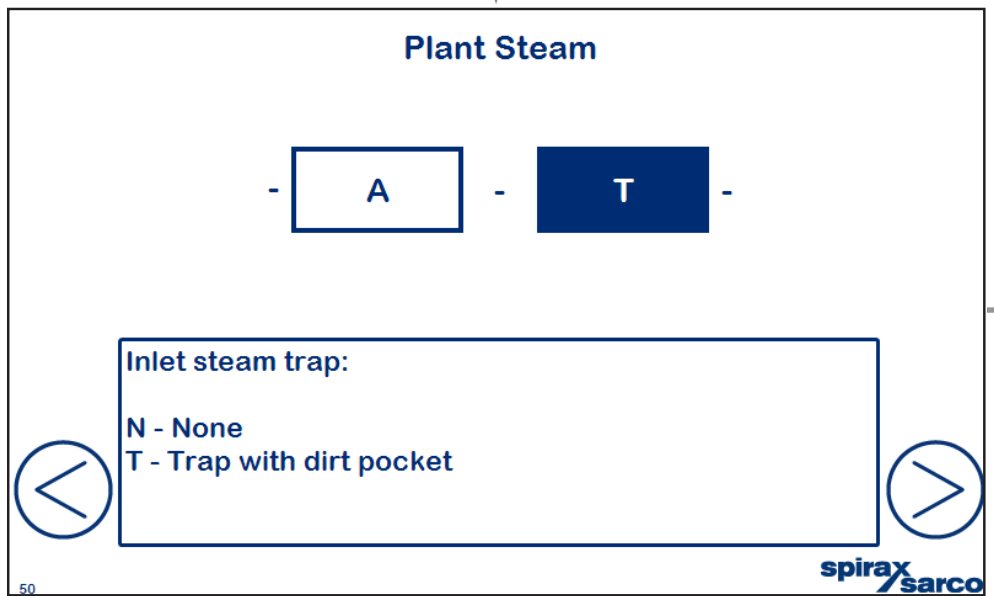 Plant Steam
- A - T -
Inlet steam trap:
N - None
T - Trap with dirt pocket
50
spirax
sarco